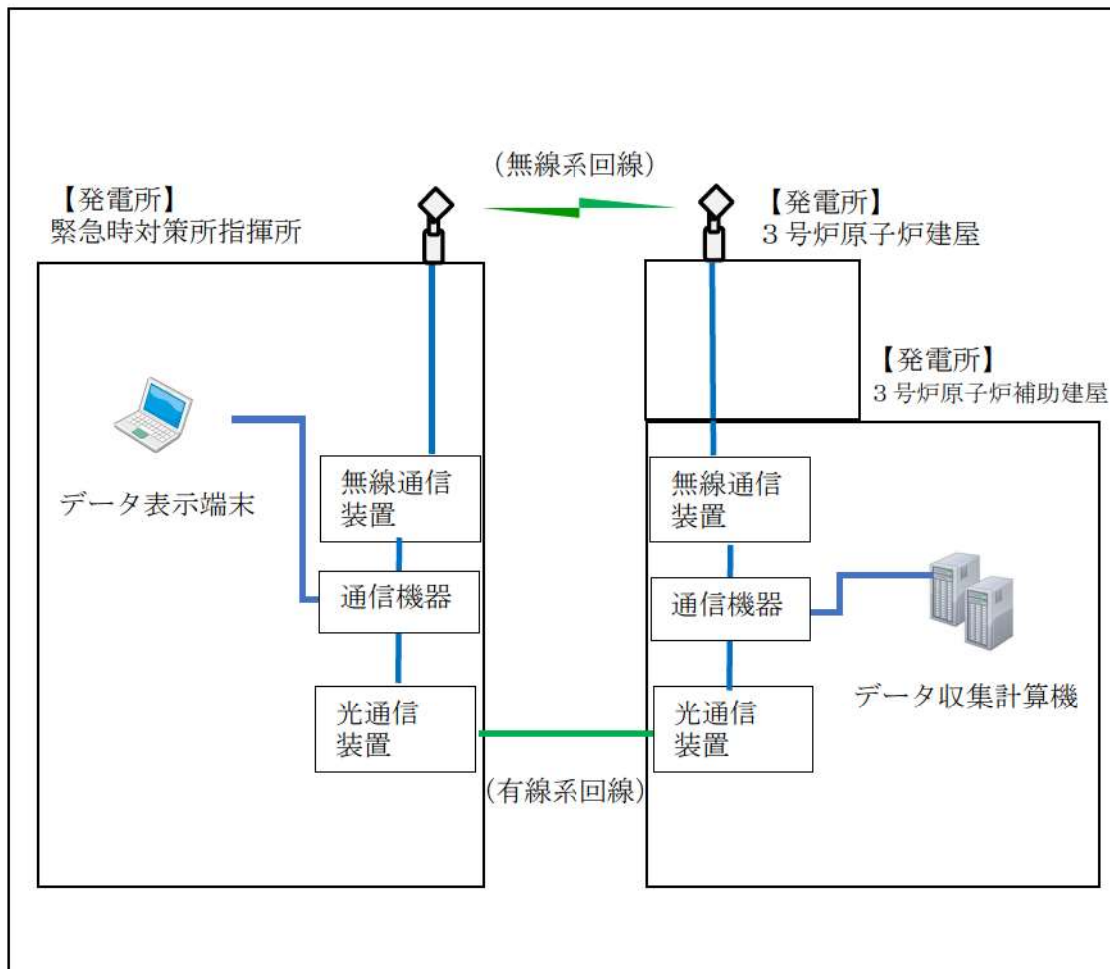 (無線系回線)
【発電所】
緊急時対策所指揮所
【発電所】
3号炉原子炉建屋
【発電所】
3号炉原子炉補助建屋
データ表示端末
無線通信
装置
通信機器
光通信
装置
無線通信
装置
通信機器
光通信
装置
データ収集計算機
(有線系回線)